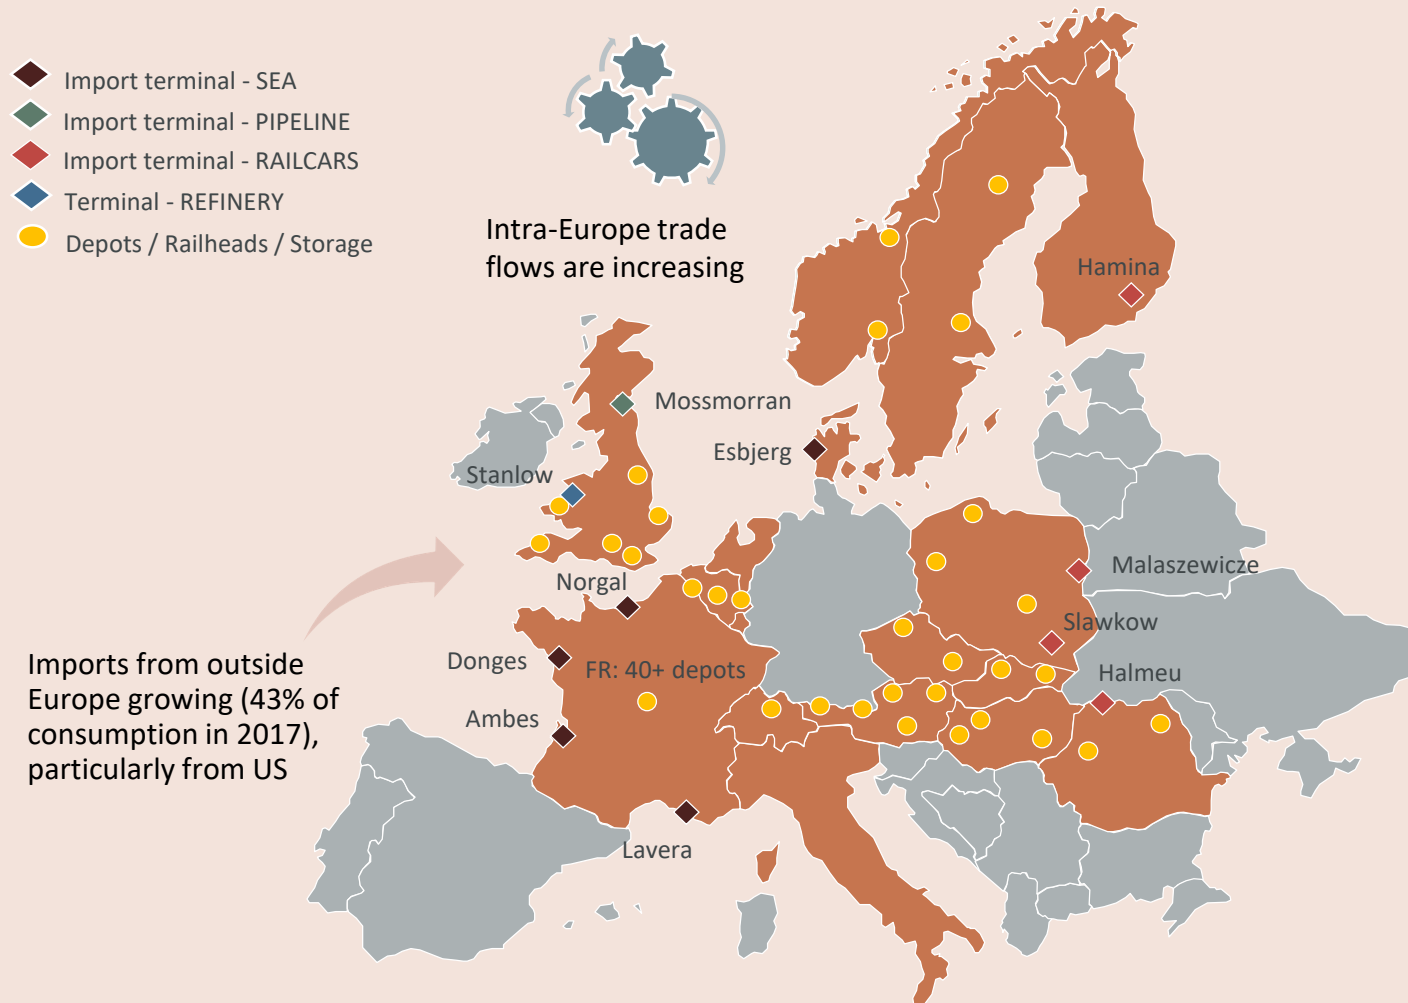 Import terminal - SEA
Import terminal - PIPELINE
Import terminal - RAILCARS
Terminal - REFINERY
Depots / Railheads / Storage
Intra-Europe trade
flows are increasing
Hamina
Mossmorran
Esbjerg
Stanlow
Malaszewicze
Norgal
Slawkow
Donges
FR: 40+ depots
Halmeu
Imports from outside
Europe growing (43% of
consumption in 2017),
particularly from US
Ambes
Lavera